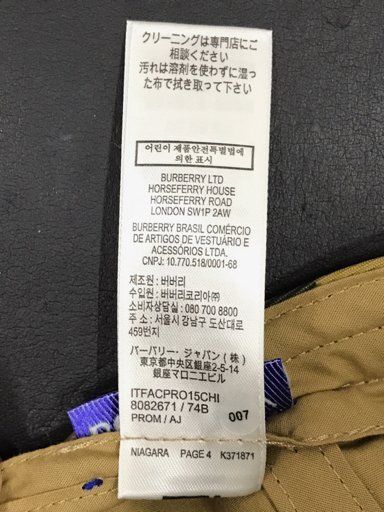 クリーニングは専門店にご
相談ください
汚れは溶剤を使わずに湿っ
た布で拭き取って下さい
어린이 제품안전특별법에
의한 표시
BURBERRY LTD
HORSEFERRY HOUSE
HORSEFERRY ROAD
LONDON SW1P 2AW
BURBERRY BRASIL COMÉRCIO
DE ARTIGOS DE VESTUÁRIO E
ACESSÓRIOS LTDA.
CNPJ: 10.770.518/0001-68
제조원 : 버버리
수입원 : 버버리코리아(주)
소비자상담실 : 080 700 8800
주소 : 서울시 강남구 도산대로
459번지
バーバリー・ジャパン(株)
東京都中央区銀座2-5-14
銀座マロニエビル
ITFACPRO15CHI
8082671 / 74B
PROM / AJ
007
NIAGARA PAGE 4 K371871